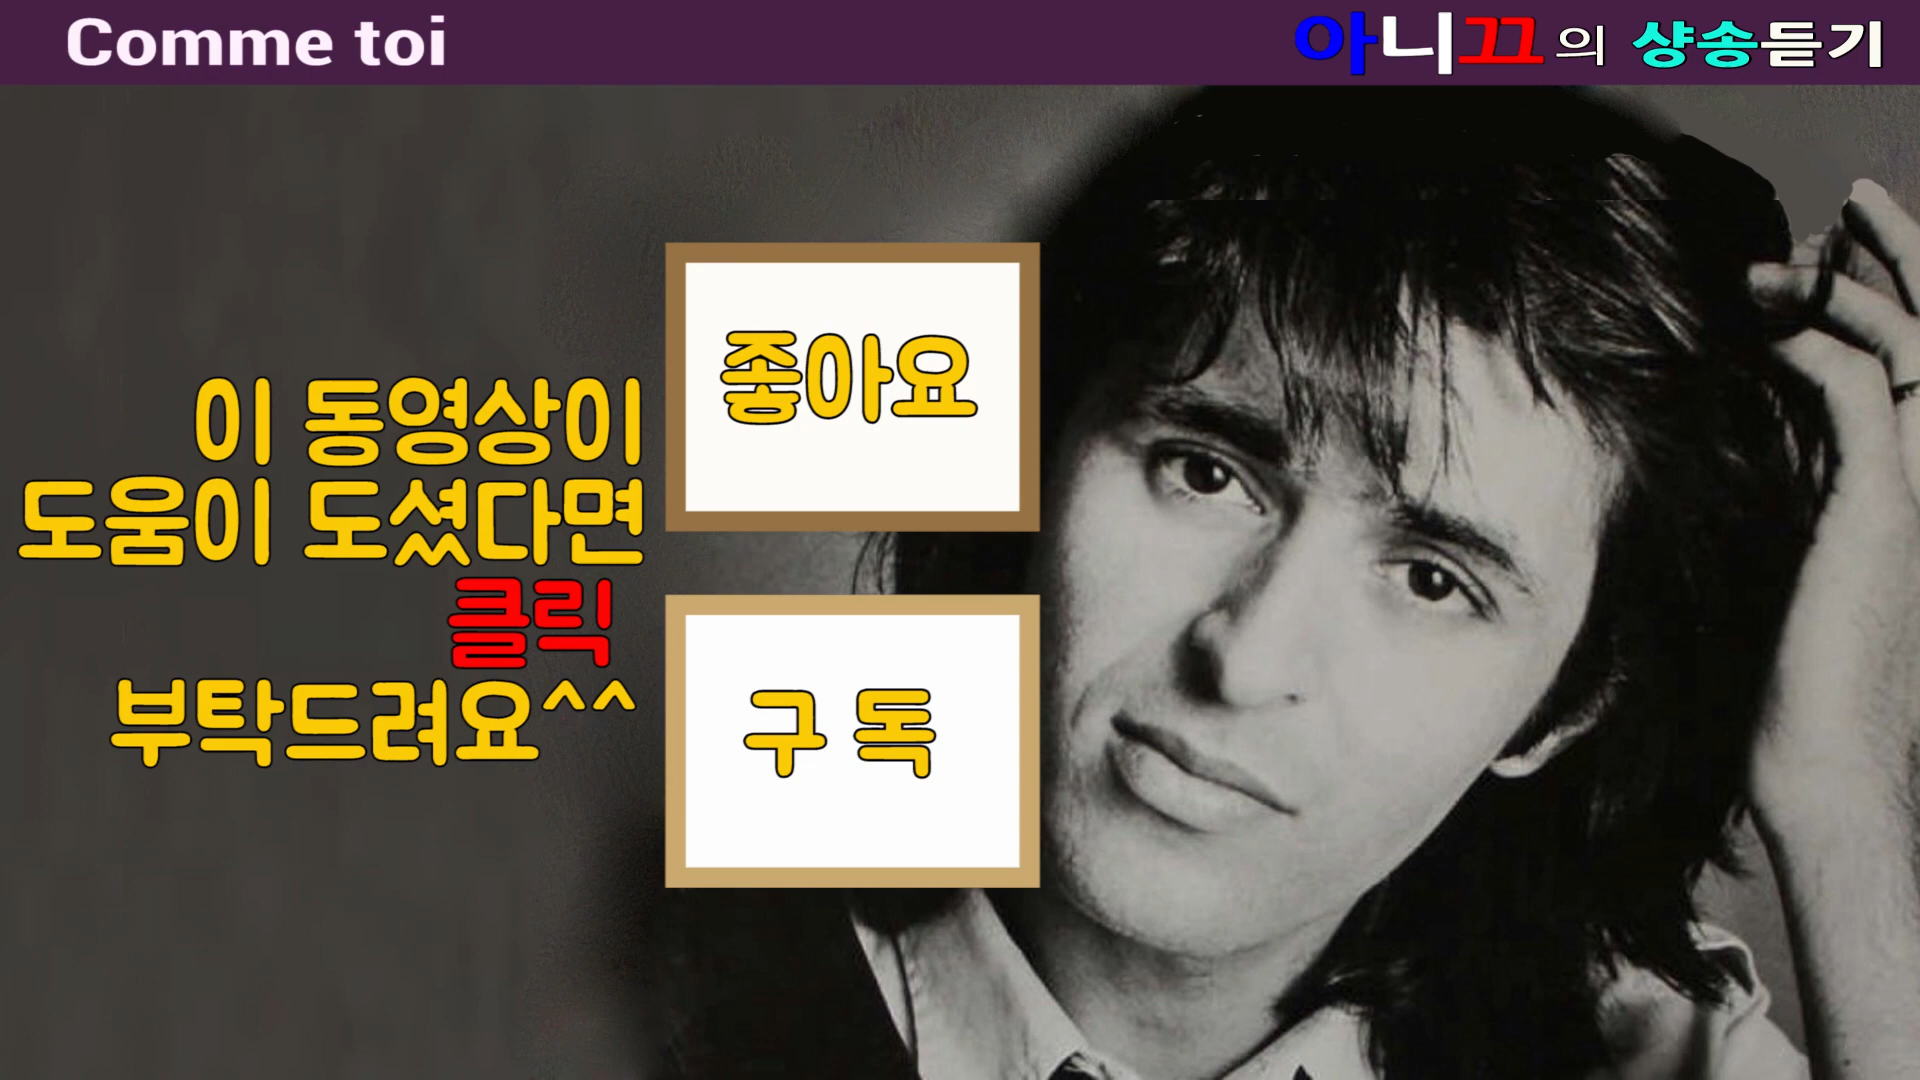 Comme toi
아니끄의 샹송듣기
이 동영상이
도움이 도셨다면
클릭
부탁드려요^^
좋아요
구 독